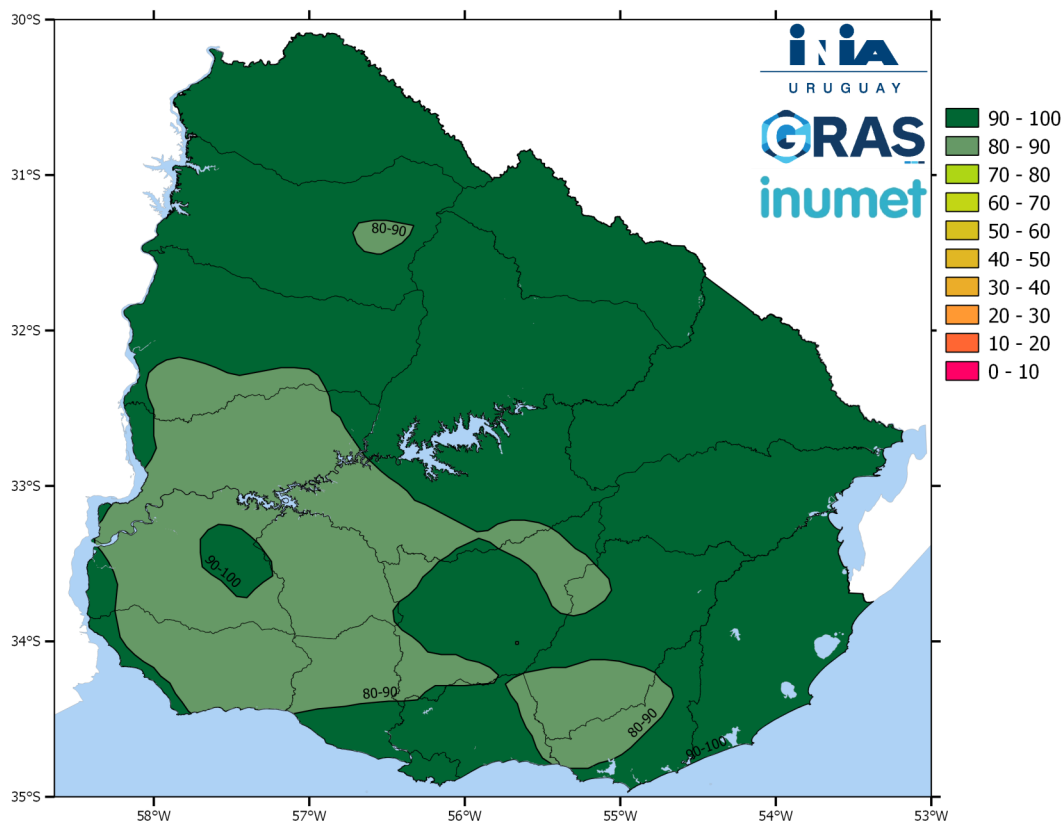 30°S
31°S
32°S
33°S
34°S
35°S
58°W
57°W
56°W
55°W
54°W
53°W
iNiA
URUGUAY
GRAS
inumet
90 - 100
80 - 90
70 - 80
60 - 70
50 - 60
40 - 50
30 - 40
20 - 30
10 - 20
0 - 10
80-90
90-100
80-90
80-90
90-100